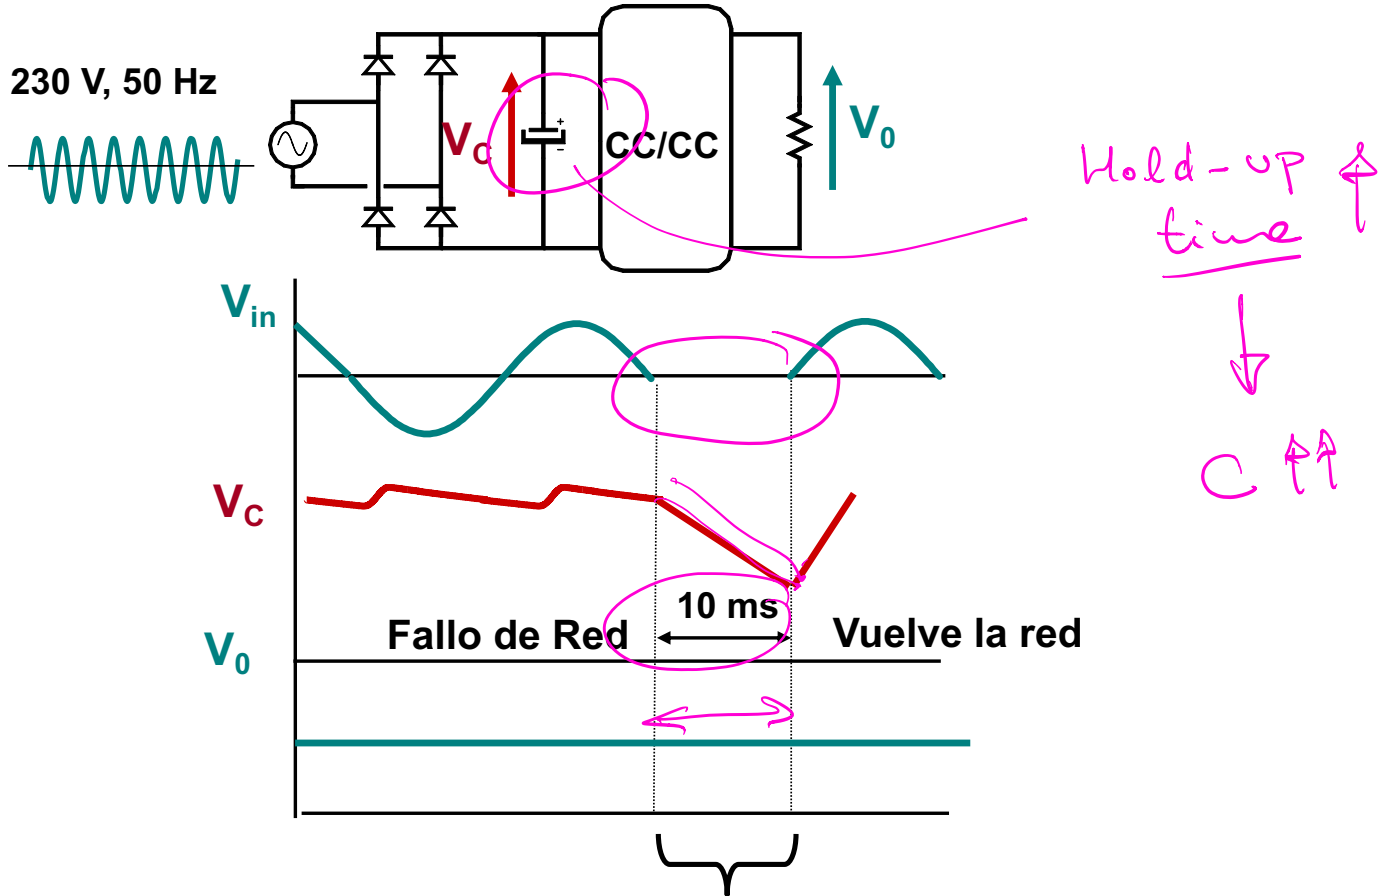 230 V, 50 Hz
VC
+
−
CC/CC
V0
Hold-up ↑
time
↓
C ↑↑
Vin
VC
10 ms
Fallo de Red
Vuelve la red
V0